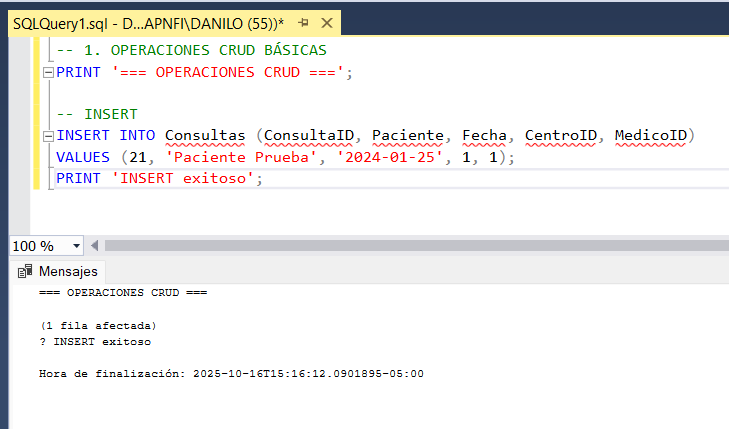 SQLQuery1.sql - D...APNFI\DANILO (55))*
-- 1. OPERACIONES CRUD BÁSICAS
PRINT '=== OPERACIONES CRUD ===';
-- INSERT
INSERT INTO Consultas (ConsultaID, Paciente, Fecha, CentroID, MedicoID)
VALUES (21, 'Paciente Prueba', '2024-01-25', 1, 1);
PRINT 'INSERT exitoso';
100 %
Mensajes
=== OPERACIONES CRUD ===
(1 fila afectada)
? INSERT exitoso
Hora de finalización: 2025-10-16T15:16:12.0901895-05:00